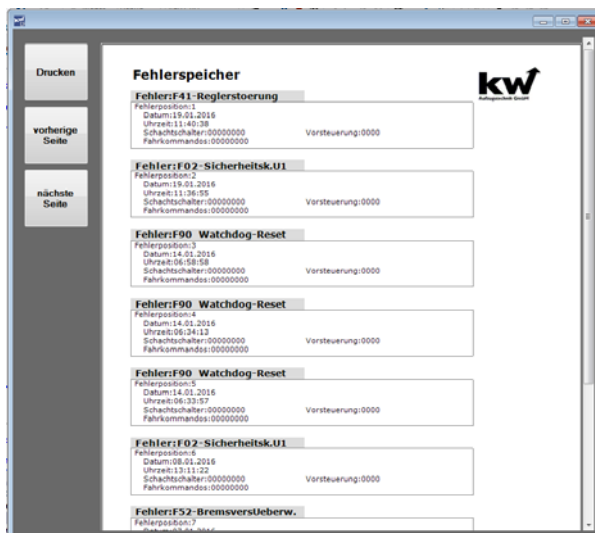 Drucken
vorherige
Seite
nächste
Seite
Fehlerspeicher
kw
Aufzugstechnik GmbH
Fehler:F41-Reglerstoerung
Fehlerposition:1
Datum:19.01.2016
Uhrzeit:11:40:38
Schachtschalter:00000000 Vorsteuerung:0000
Fahrkommandos:00000000
Fehler:F02-Sicherheitsk.U1
Fehlerposition:2
Datum:19.01.2016
Uhrzeit:11:36:55
Schachtschalter:00000000 Vorsteuerung:0000
Fahrkommandos:00000000
Fehler:F90 Watchdog-Reset
Fehlerposition:3
Datum:14.01.2016
Uhrzeit:06:58:58
Schachtschalter:00000000 Vorsteuerung:0000
Fahrkommandos:00000000
Fehler:F90 Watchdog-Reset
Fehlerposition:4
Datum:14.01.2016
Uhrzeit:06:34:13
Schachtschalter:00000000 Vorsteuerung:0000
Fahrkommandos:00000000
Fehler:F90 Watchdog-Reset
Fehlerposition:5
Datum:14.01.2016
Uhrzeit:06:33:57
Schachtschalter:00000000 Vorsteuerung:0000
Fahrkommandos:00000000
Fehler:F02-Sicherheitsk.U1
Fehlerposition:6
Datum:08.01.2016
Uhrzeit:13:11:22
Schachtschalter:00000000 Vorsteuerung:0000
Fahrkommandos:00000000
Fehler:F52-BremsversUeberw.
Fehlerposition:7